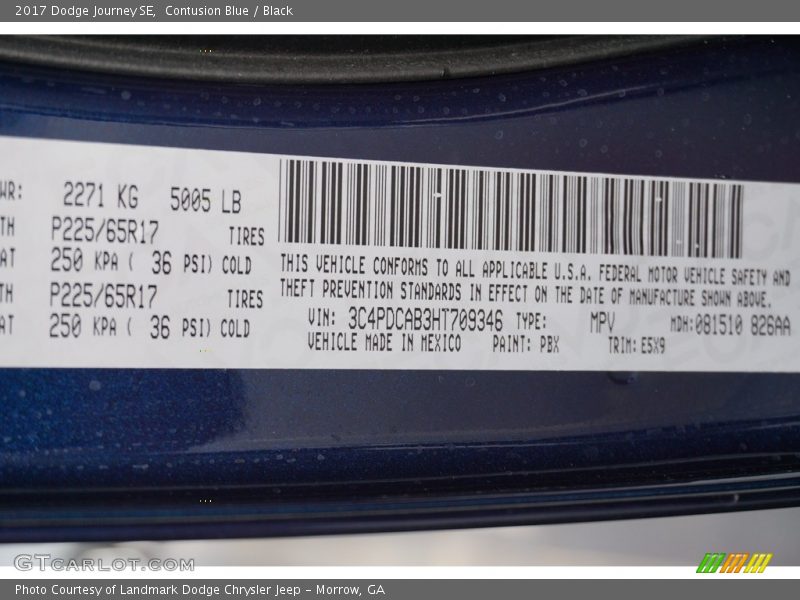 2017 Dodge Journey SE, Contusion Blue / Black
WR: 2271 KG 5005 LB
TH P225/65R17 TIRES
AT 250 KPA ( 36 PSI) COLD
TH P225/65R17 TIRES
AT 250 KPA ( 36 PSI) COLD
THIS VEHICLE CONFORMS TO ALL APPLICABLE U.S.A. FEDERAL MOTOR VEHICLE SAFETY AND
THEFT PREVENTION STANDARDS IN EFFECT ON THE DATE OF MANUFACTURE SHOWN ABOVE.
VIN: 3C4PDCAB3HT709346 TYPE: MPV MDH:081510 826AA
VEHICLE MADE IN MEXICO PAINT: PBX TRIM: E5X9
GTCARLOT.COM
Photo Courtesy of Landmark Dodge Chrysler Jeep – Morrow, GA